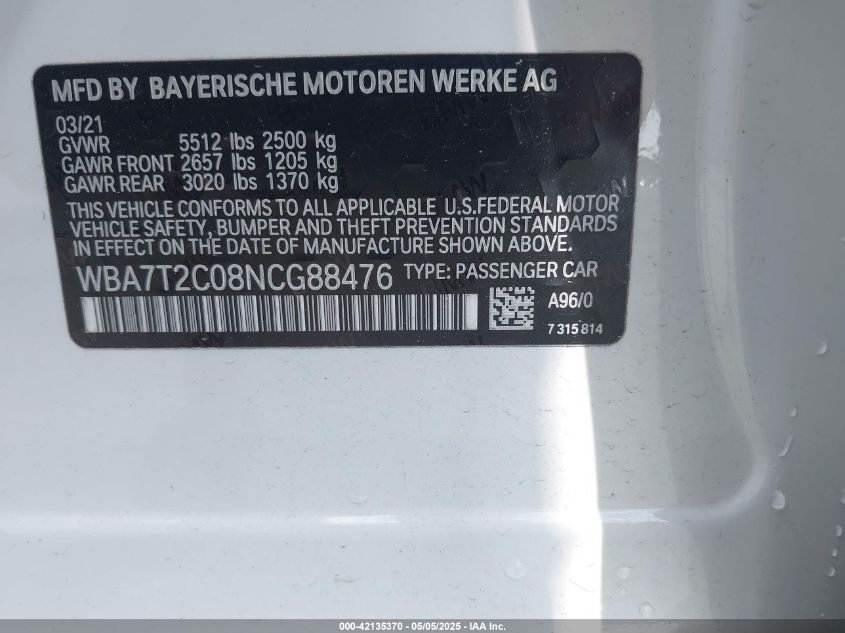 MFD BY BAYERISCHE MOTOREN WERKE AG
03/21
GVWR 5512 lbs 2500 kg
GAWR FRONT 2657 lbs 1205 kg
GAWR REAR 3020 lbs 1370 kg
THIS VEHICLE CONFORMS TO ALL APPLICABLE U.S.FEDERAL MOTOR
VEHICLE SAFETY, BUMPER AND THEFT PREVENTION STANDARDS
IN EFFECT ON THE DATE OF MANUFACTURE SHOWN ABOVE.
WBA7T2C08NCG88476 TYPE: PASSENGER CAR
A96/0
7315814
000-42135370 - 05/05/2025 - IAA Inc.